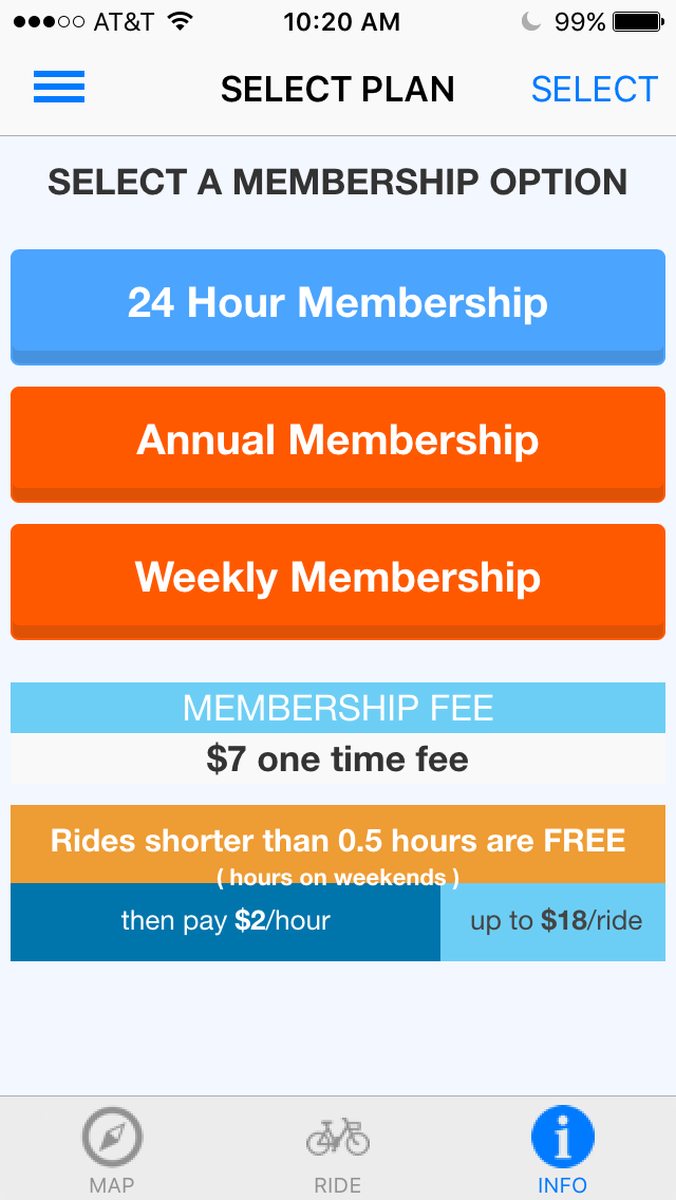 AT&T 10:20 AM 99%
SELECT PLAN SELECT
SELECT A MEMBERSHIP OPTION
24 Hour Membership
Annual Membership
Weekly Membership
MEMBERSHIP FEE
$7 one time fee
Rides shorter than 0.5 hours are FREE
( hours on weekends )
then pay $2/hour up to $18/ride
MAP RIDE INFO